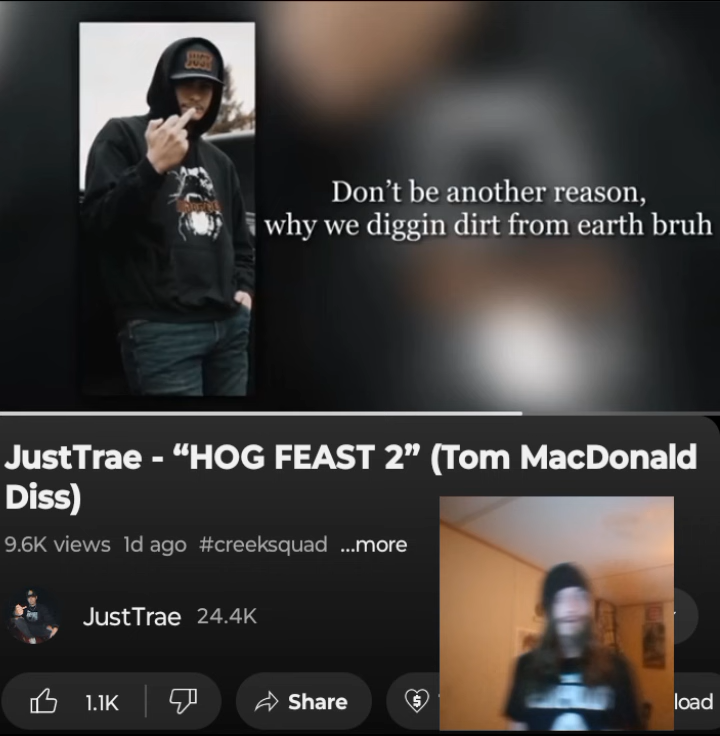 JUST
Don't be another reason,
why we diggin dirt from earth bruh
JustTrae - “HOG FEAST 2” (Tom MacDonald
Diss)
9.6K views 1d ago #creeksquad ...more
JustTrae 24.4K
1.1K Share load